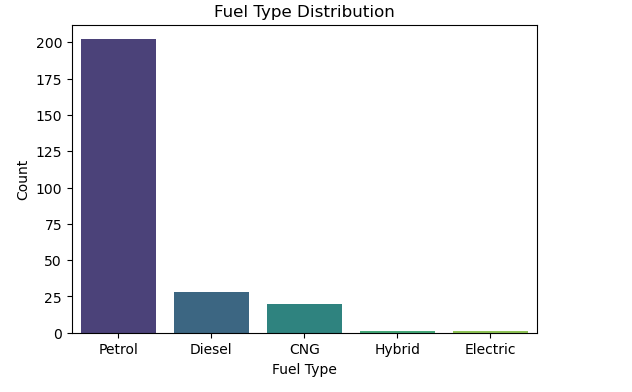 Fuel Type Distribution
200
175
150
125
100
75
50
25
0
Count
Petrol Diesel CNG Hybrid Electric
Fuel Type